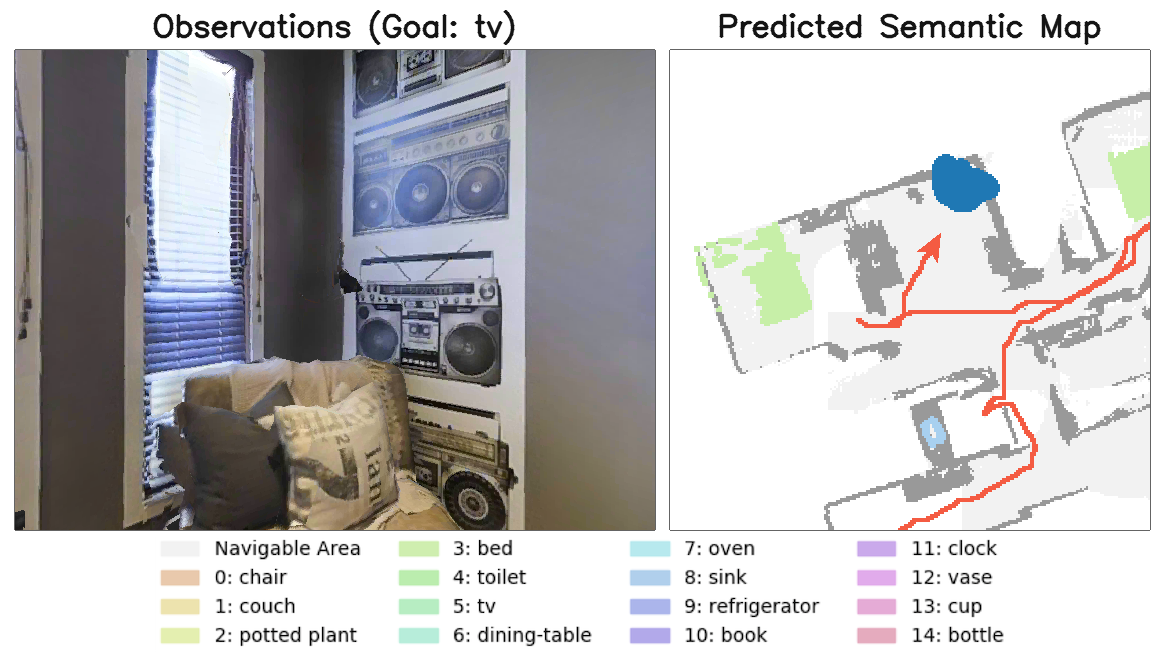 Observations (Goal: tv)
Predicted Semantic Map
Ian
2
Navigable Area
0: chair
1: couch
2: potted plant
3: bed
4: toilet
5: tv
6: dining-table
7: oven
8: sink
9: refrigerator
10: book
11: clock
12: vase
13: cup
14: bottle